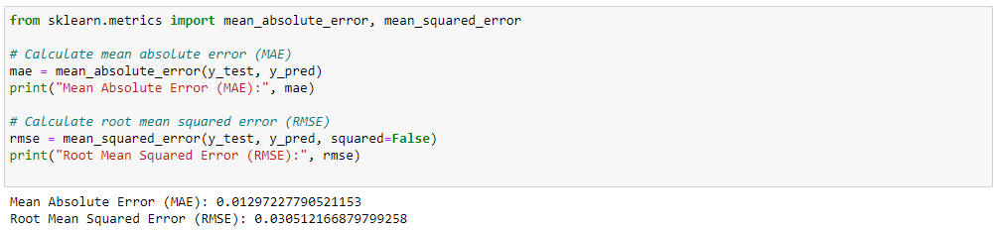 from sklearn.metrics import mean_absolute_error, mean_squared_error
# Calculate mean absolute error (MAE)
mae = mean_absolute_error(y_test, y_pred)
print("Mean Absolute Error (MAE):", mae)
# Calculate root mean squared error (RMSE)
rmse = mean_squared_error(y_test, y_pred, squared=False)
print("Root Mean Squared Error (RMSE):", rmse)
Mean Absolute Error (MAE): 0.01297227790521153
Root Mean Squared Error (RMSE): 0.030512166879799258